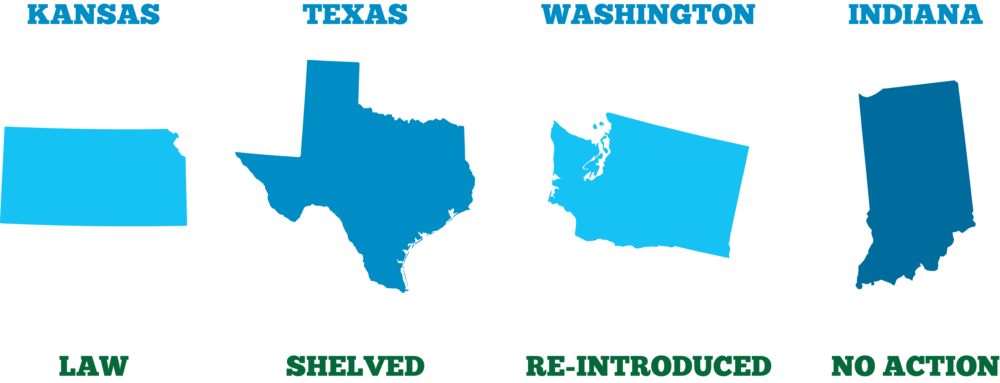 KANSAS TEXAS WASHINGTON INDIANA
LAW SHELVED RE-INTRODUCED NO ACTION